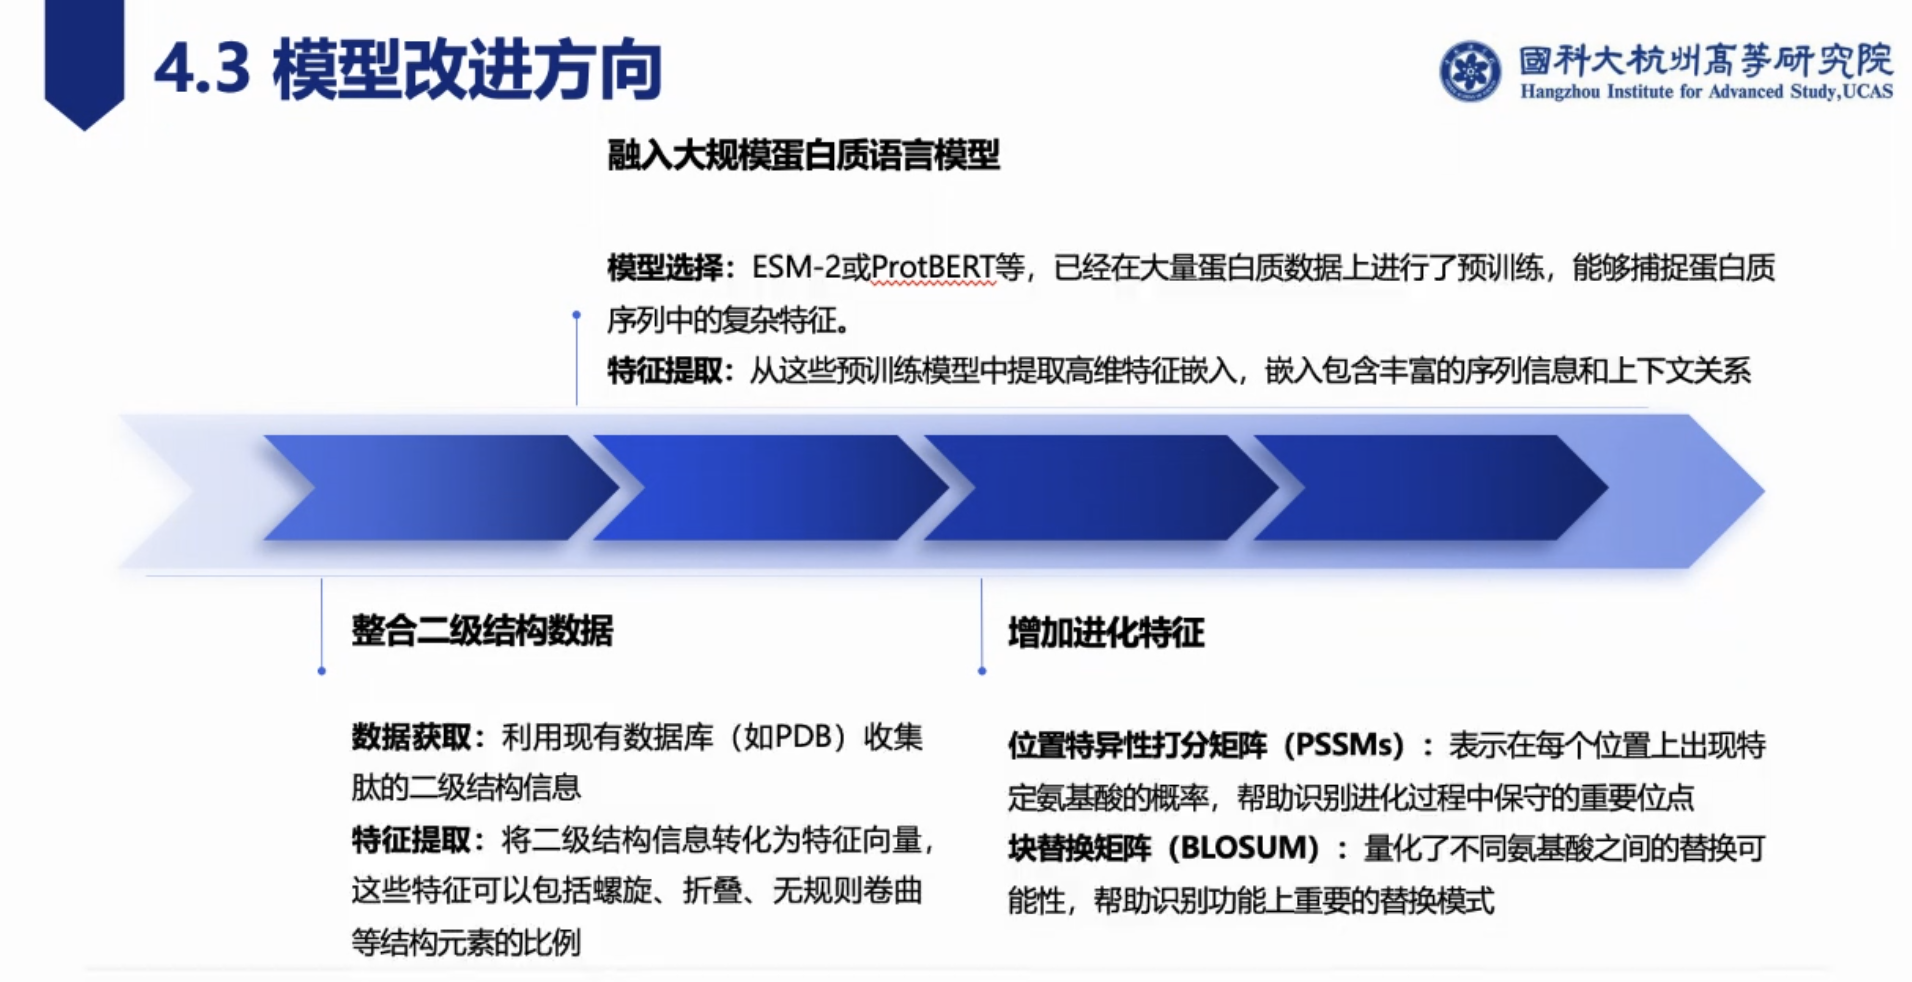 4.3 模型改进方向
國科大杭州高等研究院
Hangzhou Institute for Advanced Study,UCAS
融入大规模蛋白质语言模型
模型选择：ESM-2或ProtBERT等，已经在大量蛋白质数据上进行了预训练，能够捕捉蛋白质
序列中的复杂特征。
特征提取：从这些预训练模型中提取高维特征嵌入，嵌入包含丰富的序列信息和上下文关系
整合二级结构数据
数据获取：利用现有数据库（如PDB）收集
肽的二级结构信息
特征提取：将二级结构信息转化为特征向量，
这些特征可以包括螺旋、折叠、无规则卷曲
等结构元素的比例
增加进化特征
位置特异性打分矩阵（PSSMs）：表示在每个位置上出现特
定氨基酸的概率，帮助识别进化过程中保守的重要位点
块替换矩阵（BLOSUM）：量化了不同氨基酸之间的替换可
能性，帮助识别功能上重要的替换模式